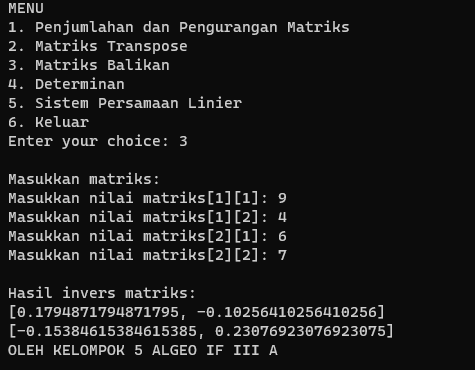 MENU
1. Penjumlahan dan Pengurangan Matriks
2. Matriks Transpose
3. Matriks Balikan
4. Determinan
5. Sistem Persamaan Linier
6. Keluar
Enter your choice: 3
Masukkan matriks:
Masukkan nilai matriks[1][1]: 9
Masukkan nilai matriks[1][2]: 4
Masukkan nilai matriks[2][1]: 6
Masukkan nilai matriks[2][2]: 7
Hasil invers matriks:
[0.1794871794871795, -0.10256410256410256]
[-0.15384615384615385, 0.23076923076923075]
OLEH KELOMPOK 5 ALGEO IF III A